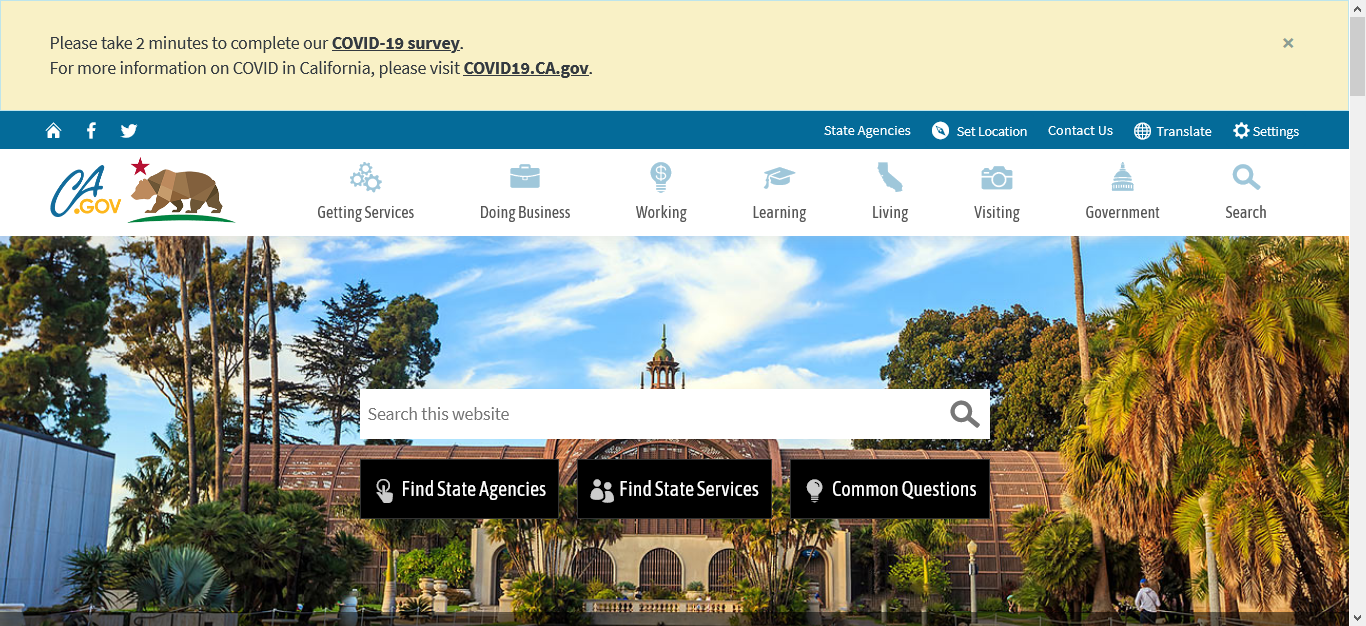 Please take 2 minutes to complete our COVID-19 survey.
For more information on COVID in California, please visit COVID19.CA.gov.
×
State Agencies
Set Location
Contact Us
Translate
Settings
CA
.GOV
Getting Services
Doing Business
Working
Learning
Living
Visiting
Government
Search
Search this website
Find State Agencies
Find State Services
Common Questions